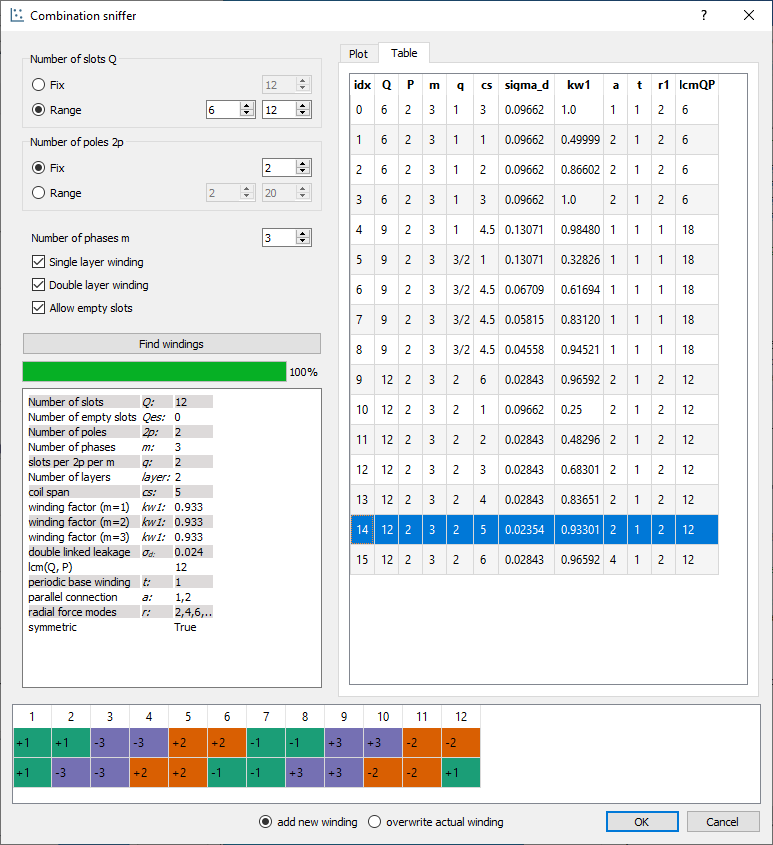 Combination sniffer ?
Number of slots Q
Fix 12
Range 6 12
Number of poles 2p
Fix 2
Range 2 20
Number of phases m 3
Single layer winding
Double layer winding
Allow empty slots
Find windings
100%
Number of slots Q: 12
Number of empty slots Qes: 0
Number of poles 2p: 2
Number of phases m: 3
slots per 2p per m q: 2
Number of layers layer: 2
coil span cs: 5
winding factor (m=1) kw1: 0.933
winding factor (m=2) kw1: 0.933
winding factor (m=3) kw1: 0.933
double linked leakage σd: 0.024
lcm(Q, P) 12
periodic base winding t: 1
parallel connection a: 1,2
radial force modes r: 2,4,6,..
symmetric True
Plot Table
idx Q P m q cs sigma_d kw1 a t r1 lcmQP
0 6 2 3 1 3 0.09662 1.0 1 1 2 6
1 6 2 3 1 1 0.09662 0.49999 2 1 2 6
2 6 2 3 1 2 0.09662 0.86602 2 1 2 6
3 6 2 3 1 3 0.09662 1.0 2 1 2 6
4 9 2 3 1 4.5 0.13071 0.98480 1 1 1 18
5 9 2 3 3/2 1 0.13071 0.32826 1 1 1 18
6 9 2 3 3/2 4.5 0.06709 0.61694 1 1 1 18
7 9 2 3 3/2 4.5 0.05815 0.83120 1 1 1 18
8 9 2 3 3/2 4.5 0.04558 0.94521 1 1 1 18
9 12 2 3 2 6 0.02843 0.96592 2 1 2 12
10 12 2 3 2 1 0.09662 0.25 2 1 2 12
11 12 2 3 2 2 0.02843 0.48296 2 1 2 12
12 12 2 3 2 3 0.02843 0.68301 2 1 2 12
13 12 2 3 2 4 0.02843 0.83651 2 1 2 12
14 12 2 3 2 5 0.02354 0.93301 2 1 2 12
15 12 2 3 2 6 0.02843 0.96592 4 1 2 12
1 2 3 4 5 6 7 8 9 10 11 12
+1 +1 -3 -3 +2 +2 -1 -1 +3 +3 -2 -2
+1 -3 -3 +2 +2 -1 -1 +3 +3 -2 -2 +1
add new winding overwrite actual winding OK Cancel